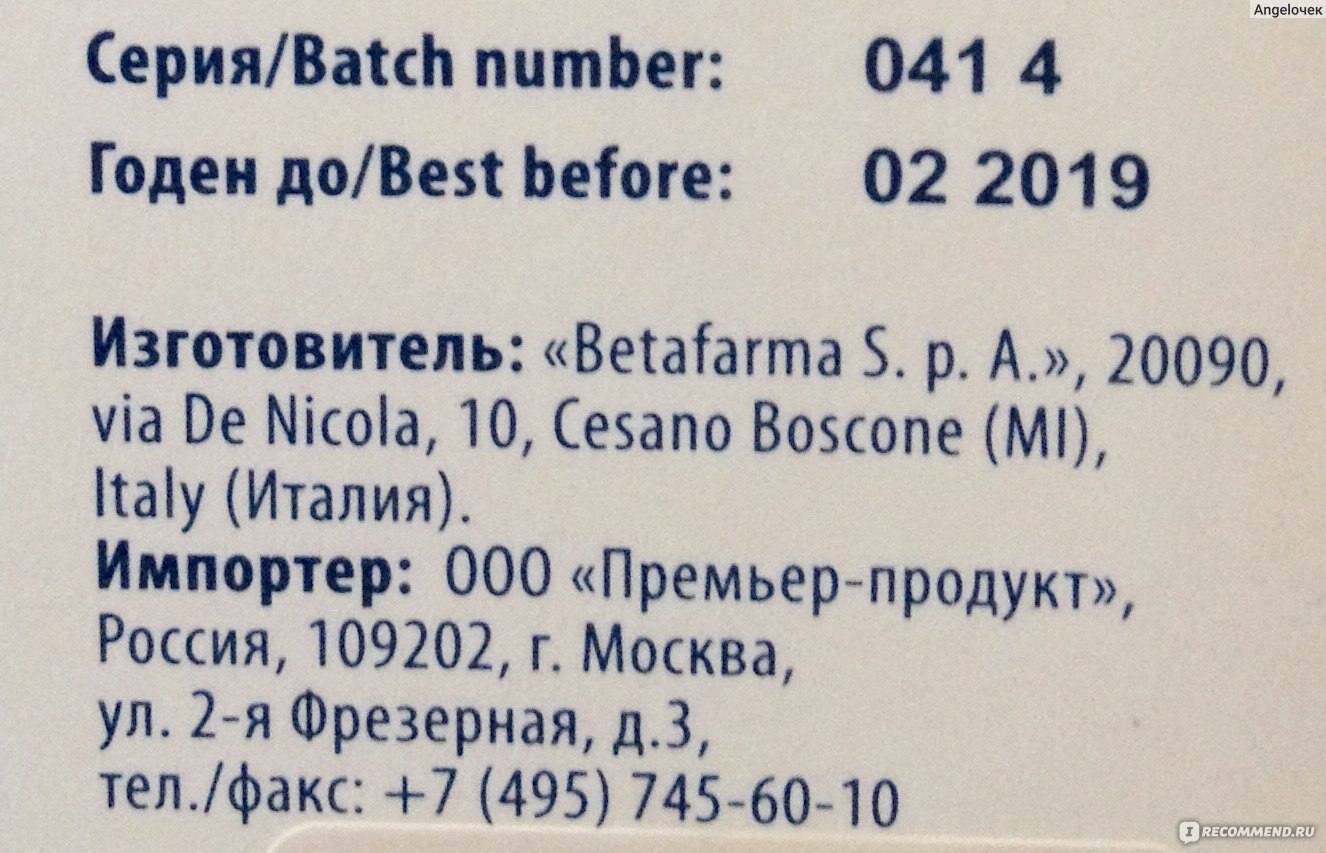 Angelочек
Серия/Batch number: 041 4
Годен до/Best before: 02 2019
Изготовитель: «Betafarma S. p. A.», 20090,
via De Nicola, 10, Cesano Boscone (MI),
Italy (Италия).
Импортер: ООО «Премьер-продукт»,
Россия, 109202, г. Москва,
ул. 2-я Фрезерная, д.3,
тел./факс: +7 (495) 745-60-10
IRECOMMEND.RU